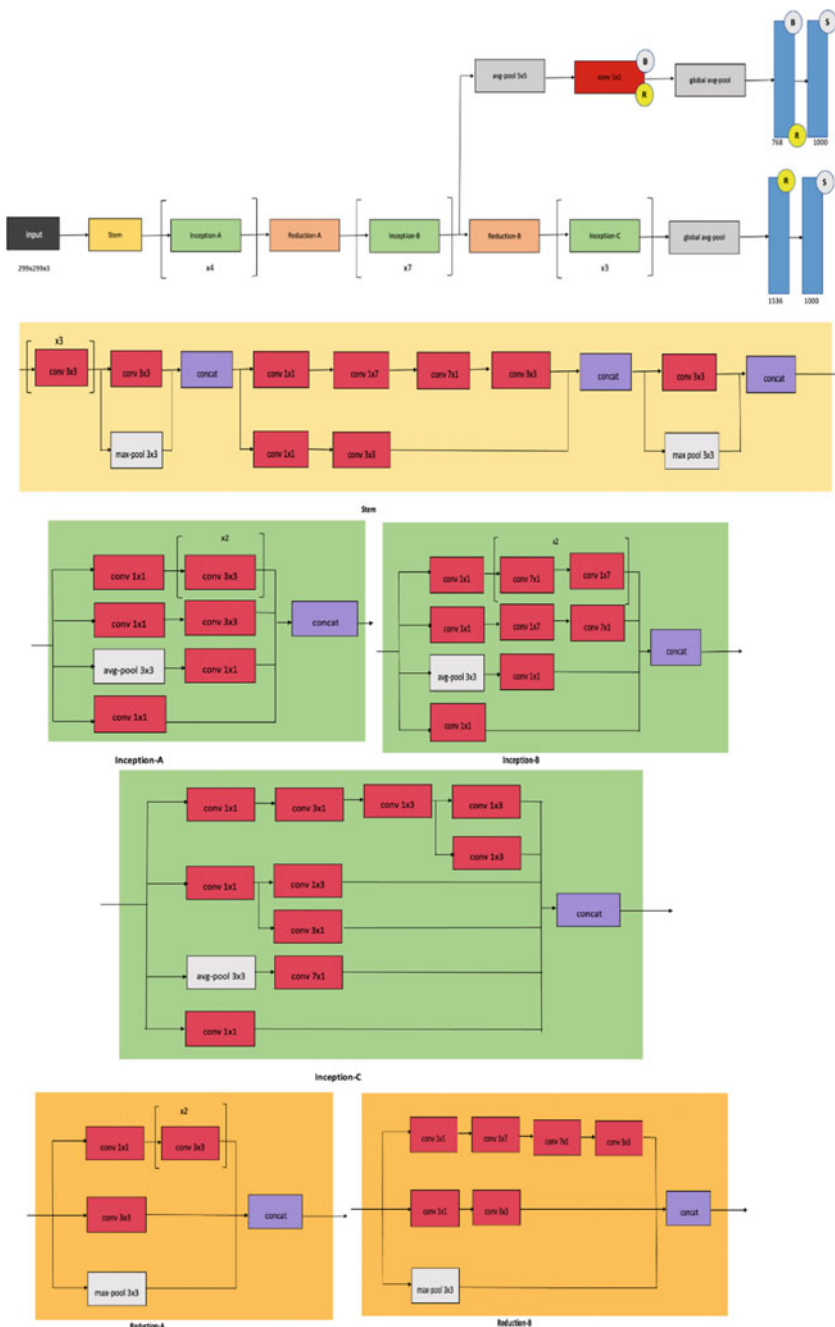 B
S
avg-pool 5x5
conv 1x1
global avg-pool
R
R
768
1000
R
S
input
Stem
Inception-A
Reduction-A
Inception-B
Reduction-B
Inception-C
global avg-pool
299x299x3
x4
x7
x3
1536
1000
B
x3
conv 3x3
conv 3x3
concat
conv 1x1
conv 1x7
conv 7x1
conv 3x3
concat
conv 3x3
concat
max-pool 3x3
conv 1x1
conv 3x3
max pool 3x3
Stem
x2
conv 1x1
conv 3x3
conv 1x1
conv 3x3
concat
avg-pool 3x3
conv 1x1
conv 1x1
Inception-A
x2
conv 1x1
conv 7x1
conv 1x7
conv 1x1
conv 1x7
conv 7x1
concat
avg-pool 3x3
conv 1x1
conv 1x1
Inception-B
conv 1x1
conv 3x1
conv 1x3
conv 1x3
conv 1x3
conv 1x1
conv 1x3
concat
conv 3x1
avg-pool 3x3
conv 7x1
conv 1x1
Inception-C
x2
conv 1x1
conv 3x3
conv 3x3
concat
max-pool 3x3
Reduction-A
conv 1x1
conv 1x7
conv 7x1
conv 3x3
conv 1x1
conv 3x3
concat
max-pool 3x3
Reduction-B